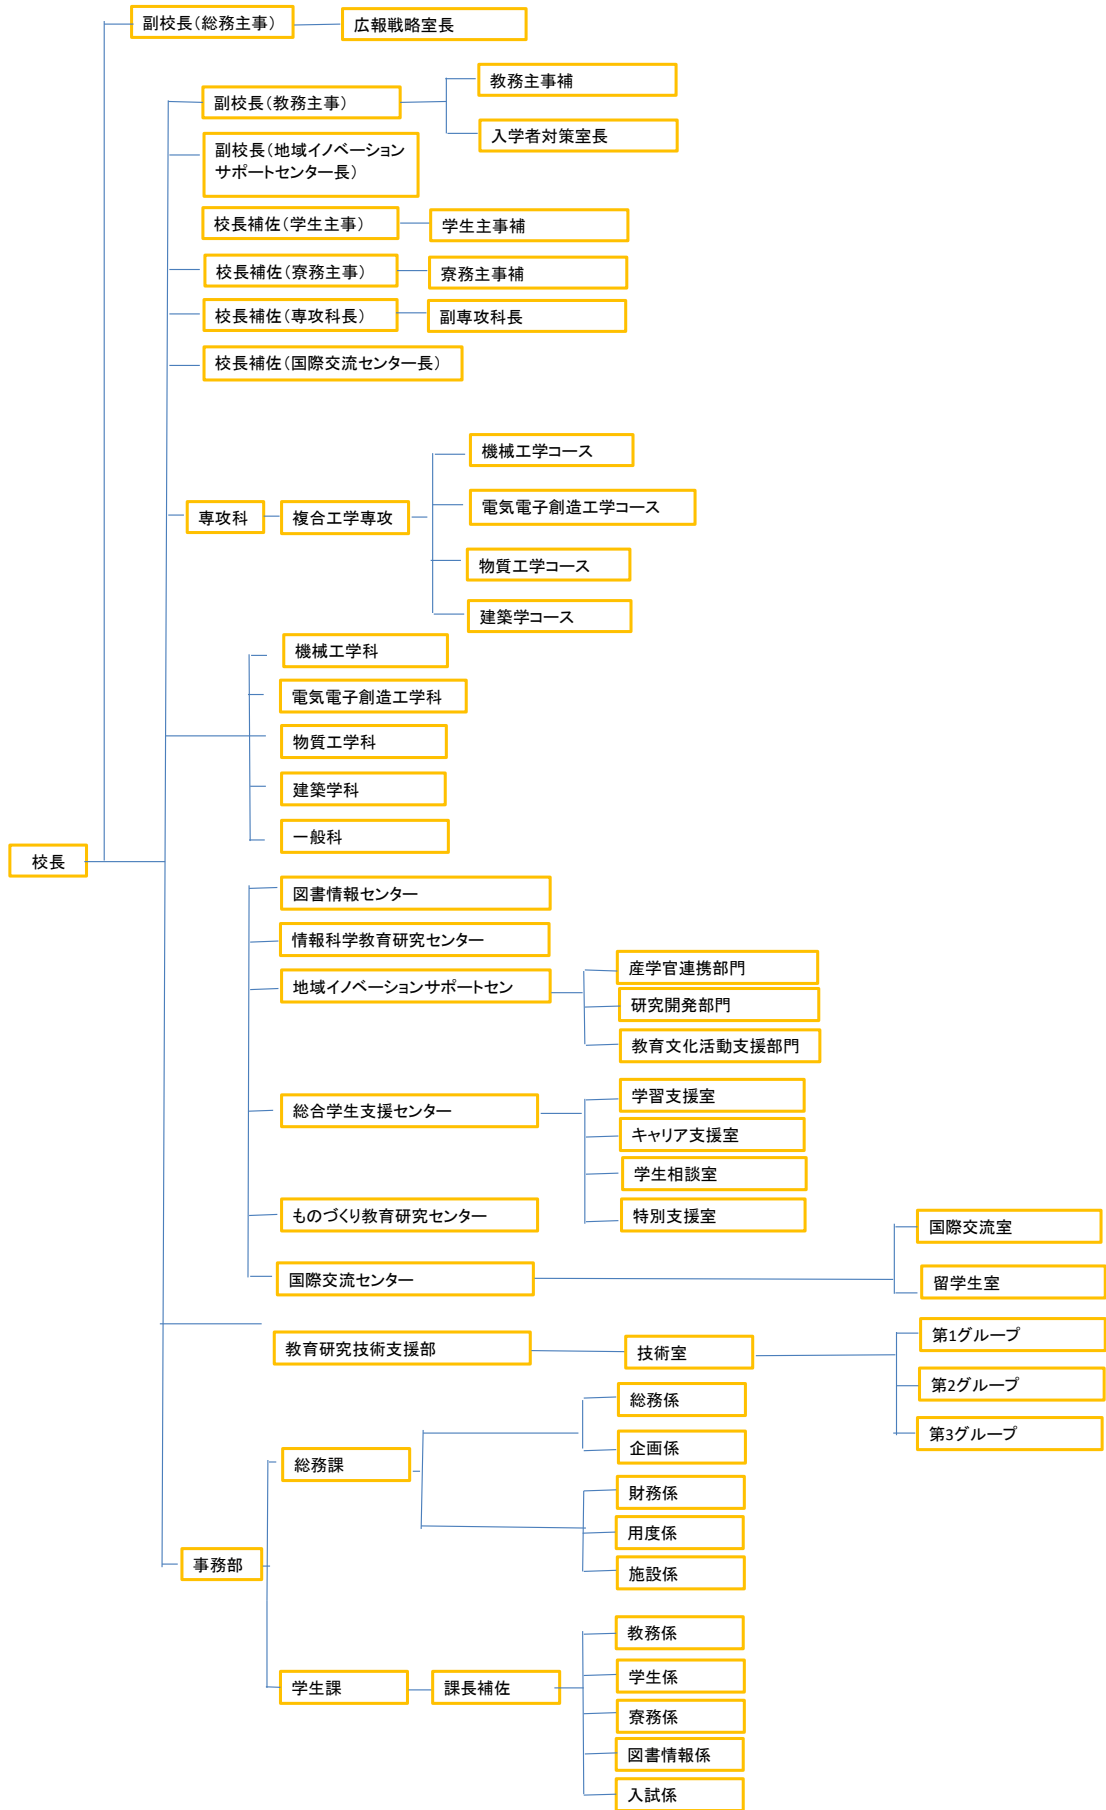 副校長（総務主事）
広報戦略室長
副校長（教務主事）
教務主事補
入学者対策室長
副校長（地域イノベーション
サポートセンター長）
校長補佐（学生主事）
学生主事補
校長補佐（寮務主事）
寮務主事補
校長補佐（専攻科長）
副専攻科長
校長補佐（国際交流センター長）
専攻科
複合工学専攻
機械工学コース
電気電子創造工学コース
物質工学コース
建築学コース
機械工学科
電気電子創造工学科
物質工学科
建築学科
一般科
校長
図書情報センター
情報科学教育研究センター
地域イノベーションサポートセン
産学官連携部門
研究開発部門
教育文化活動支援部門
総合学生支援センター
学習支援室
キャリア支援室
学生相談室
特別支援室
ものづくり教育研究センター
国際交流センター
国際交流室
留学生室
教育研究技術支援部
技術室
第1グループ
第2グループ
第3グループ
事務部
総務課
総務係
企画係
財務係
用度係
施設係
学生課
課長補佐
教務係
学生係
寮務係
図書情報係
入試係